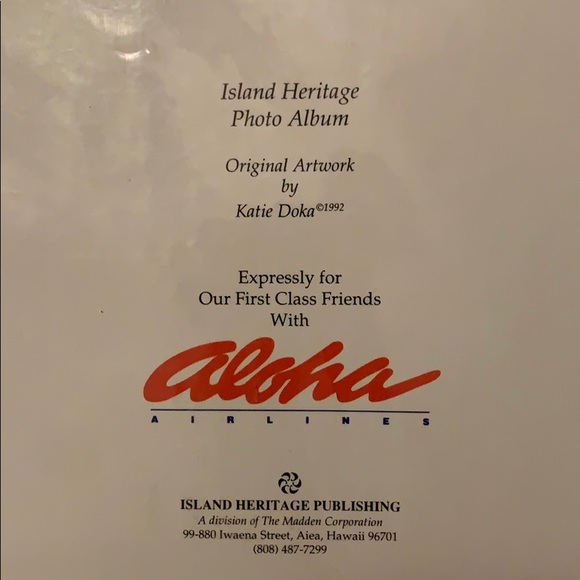 Island Heritage
Photo Album
Original Artwork
by
Katie Doka©1992
Expressly for
Our First Class Friends
With
aloha
AIRLINES
ISLAND HERITAGE PUBLISHING
A division of The Madden Corporation
99-880 Iwaena Street, Aiea, Hawaii 96701
(808) 487-7299